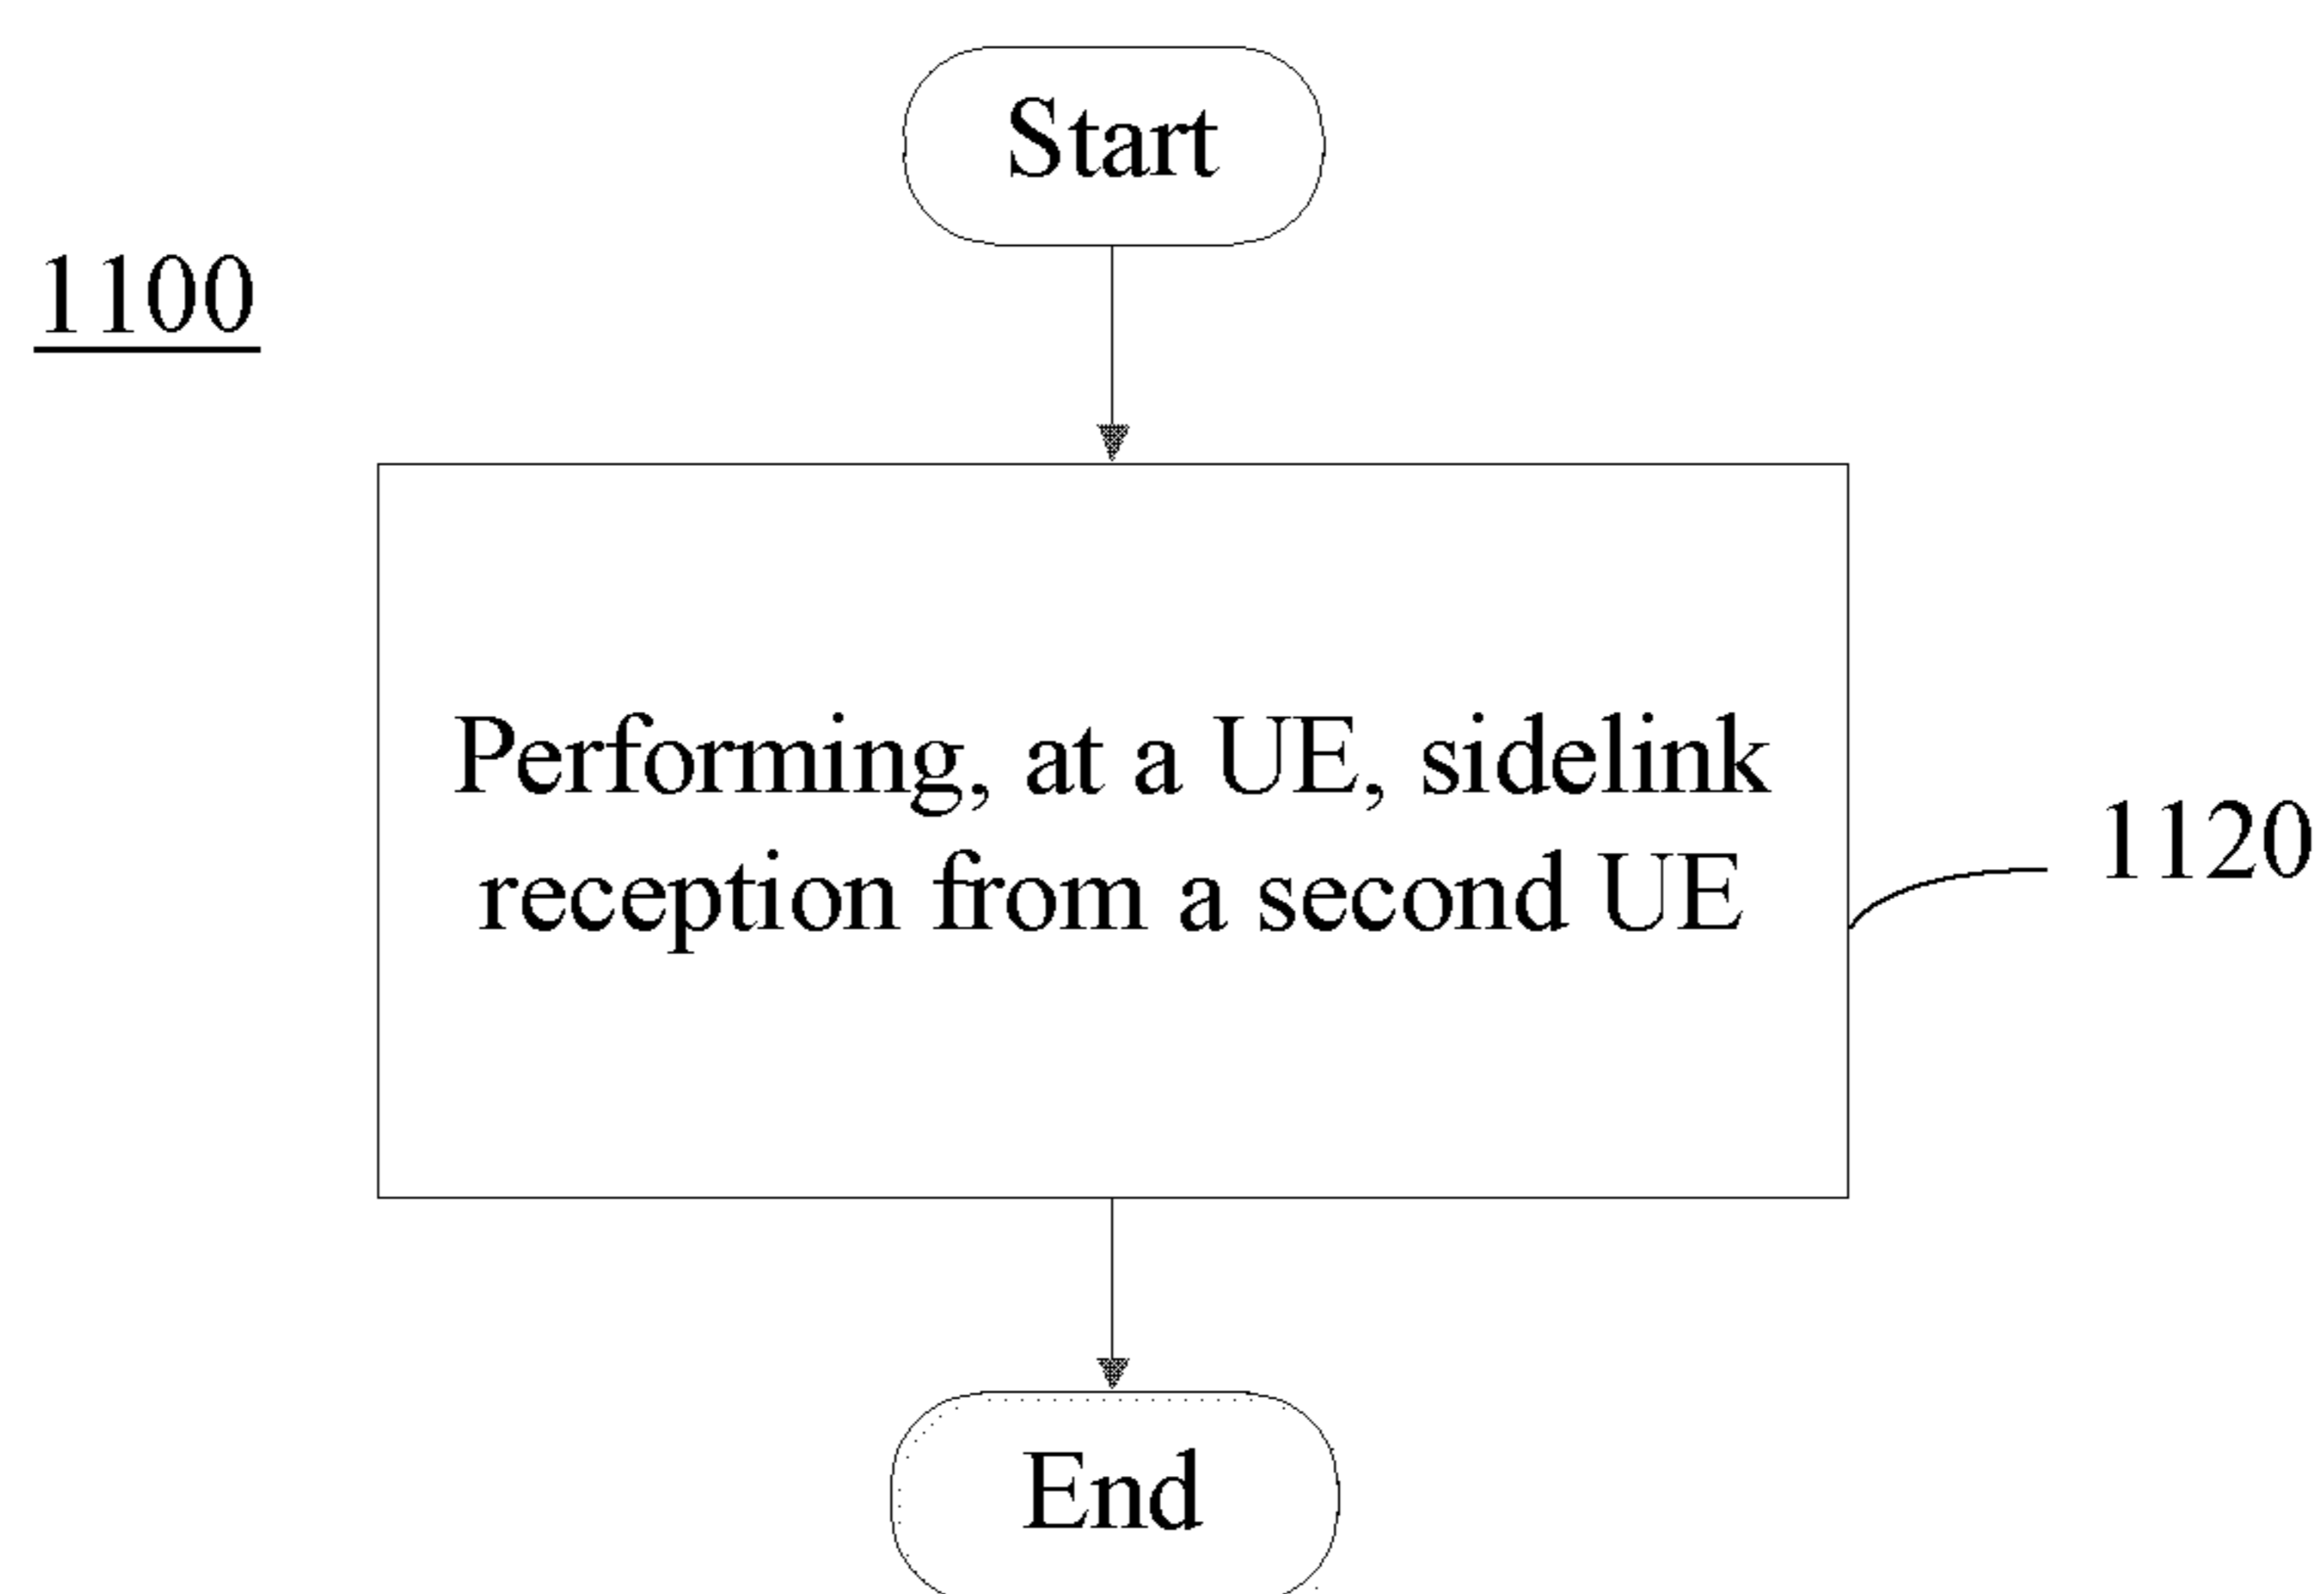 Start
1100
Performing, at a UE, sidelink
reception from a second UE
1120
End